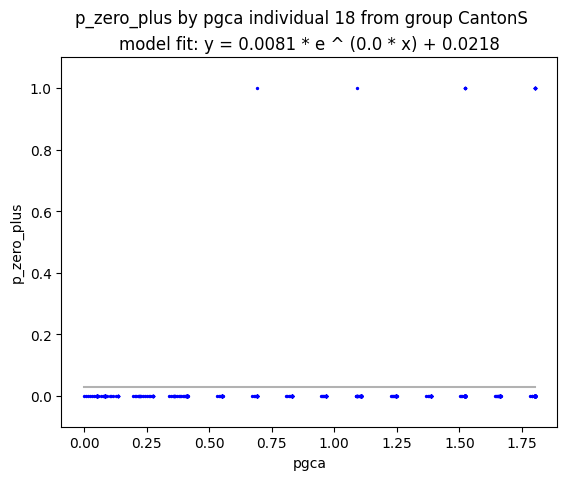 p_zero_plus by pgca individual 18 from group CantonS
model fit: y = 0.0081 * e ^ (0.0 * x) + 0.0218
1.0
0.8
0.6
0.4
0.2
0.0
p_zero_plus
0.00 0.25 0.50 0.75 1.00 1.25 1.50 1.75
pgca